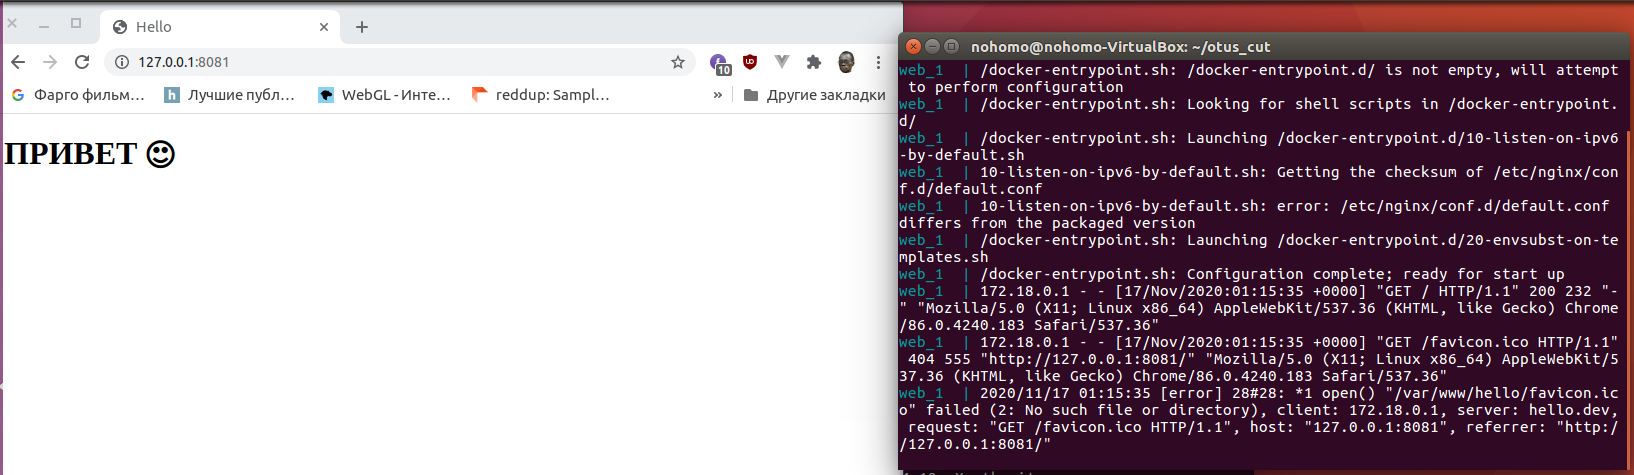 Hello
127.0.0.1:8081
10
Фарго фильм…
Лучшие публ…
WebGL - Инте…
reddup: Sampl…
»
Другие закладки
ПРИВЕТ ☺
nohomo@nohomo-VirtualBox: ~/otus_cut
web_1  | /docker-entrypoint.sh: /docker-entrypoint.d/ is not empty, will attempt
 to perform configuration
web_1  | /docker-entrypoint.sh: Looking for shell scripts in /docker-entrypoint.
d/
web_1  | /docker-entrypoint.sh: Launching /docker-entrypoint.d/10-listen-on-ipv6
-by-default.sh
web_1  | 10-listen-on-ipv6-by-default.sh: Getting the checksum of /etc/nginx/con
f.d/default.conf
web_1  | 10-listen-on-ipv6-by-default.sh: error: /etc/nginx/conf.d/default.conf
differs from the packaged version
web_1  | /docker-entrypoint.sh: Launching /docker-entrypoint.d/20-envsubst-on-te
mplates.sh
web_1  | /docker-entrypoint.sh: Configuration complete; ready for start up
web_1  | 172.18.0.1 - - [17/Nov/2020:01:15:35 +0000] "GET / HTTP/1.1" 200 232 "-
" "Mozilla/5.0 (X11; Linux x86_64) AppleWebKit/537.36 (KHTML, like Gecko) Chrome
/86.0.4240.183 Safari/537.36"
web_1  | 172.18.0.1 - - [17/Nov/2020:01:15:35 +0000] "GET /favicon.ico HTTP/1.1"
 404 555 "http://127.0.0.1:8081/" "Mozilla/5.0 (X11; Linux x86_64) AppleWebKit/5
37.36 (KHTML, like Gecko) Chrome/86.0.4240.183 Safari/537.36"
web_1  | 2020/11/17 01:15:35 [error] 28#28: *1 open() "/var/www/hello/favicon.ic
o" failed (2: No such file or directory), client: 172.18.0.1, server: hello.dev,
 request: "GET /favicon.ico HTTP/1.1", host: "127.0.0.1:8081", referrer: "http:/
/127.0.0.1:8081/"